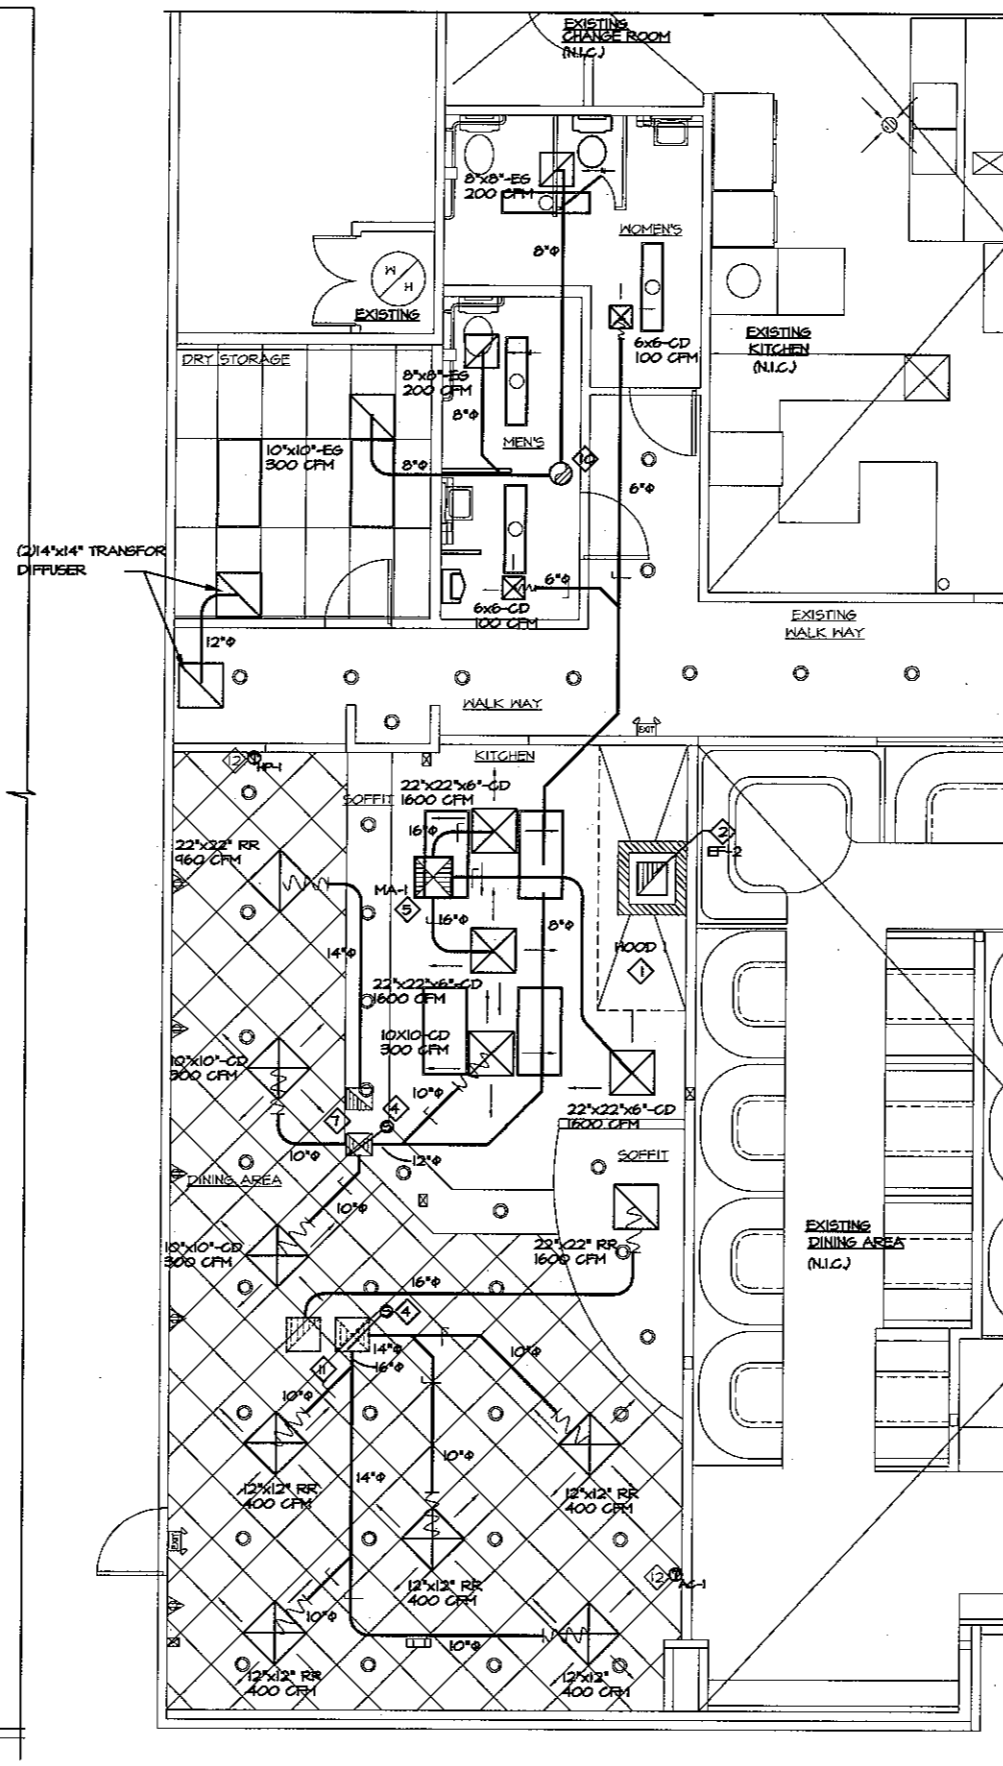 EXISTING
CHANGE ROOM
(N.I.C.)
8"x8"-EG
200 CFM
8"Φ
WOMEN'S
W
H
EXISTING
6x6-CD
100 CFM
EXISTING
KITCHEN
(N.I.C.)
DRY STORAGE
8"x8"-EG
200 CFM
8"Φ
MEN'S
10"x10"-EG
300 CFM
8"Φ
10
6"Φ
(2)14"x14" TRANSFOR
DIFFUSER
6"Φ
6x6-CD
100 CFM
EXISTING
WALK WAY
12"Φ
WALK WAY
EXIT
KITCHEN
12
HP-1
SOFFIT
22"x22"x6"-CD
1600 CFM
16"Φ
2
EF-2
22"x22" RR
960 CFM
MA-1
5
16"Φ
8"Φ
HOOD
1
14"Φ
22"x22"x6"-CD
1600 CFM
10X10-CD
300 CFM
10"x10"-CD
300 CFM
10"Φ
22"x22"x6"-CD
1600 CFM
7
4
10"Φ
12"Φ
SOFFIT
DINING AREA
10"Φ
EXISTING
DINING AREA
(N.I.C.)
10"x10"-CD
300 CFM
22"x22" RR
1600 CFM
16"Φ
4
14"Φ
16"Φ
10"Φ
11
10"Φ
10"Φ
14"Φ
12"x12" RR
400 CFM
12"x12" RR
400 CFM
EXIT
12
AC-1
12"x12" RR
400 CFM
10"Φ
10"Φ
12"x12" RR
400 CFM
12"x12"
400 CFM